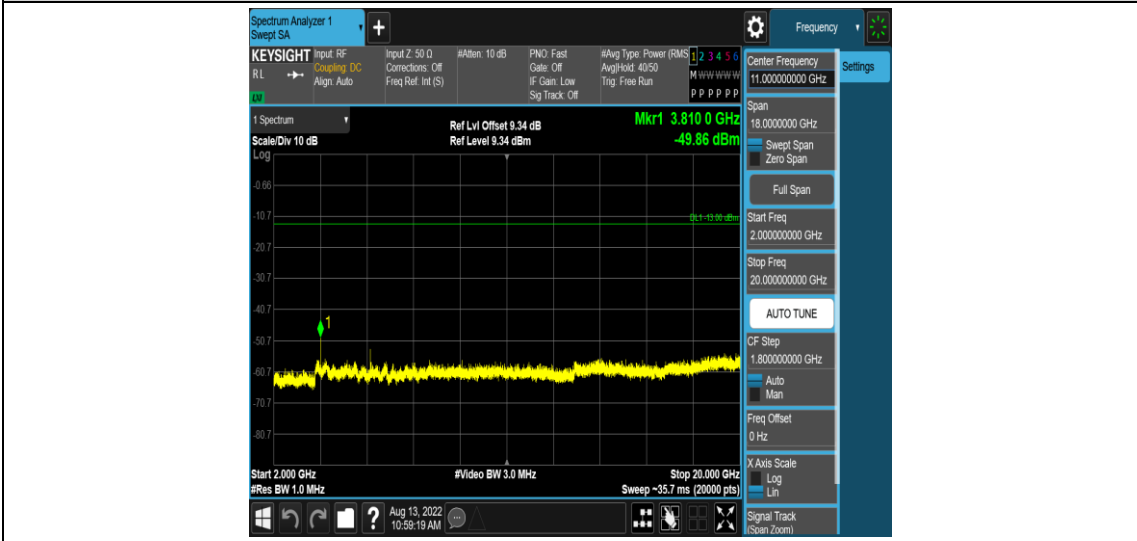 Spectrum Analyzer 1
Swept SA
Frequency
KEYSIGHT
RL
Input: RF
Coupling: DC
Align: Auto
Input Z: 50 Ω
Corrections: Off
Freq Ref: Int (S)
#Atten: 10 dB
PNO: Fast
Gate: Off
IF Gain: Low
Sig Track: Off
#Avg Type: Power (RMS
Avg|Hold: 40/50
Trig: Free Run
1 2 3 4 5 6
M W W W W W
P P P P P P
1 Spectrum
Scale/Div 10 dB
Log
Ref Lvl Offset 9.34 dB
Ref Level 9.34 dBm
Mkr1 3.810 0 GHz
-49.86 dBm
-0.66
-10.7
DL1 -13.00 dBm
-20.7
-30.7
-40.7
1
-50.7
-60.7
-70.7
-80.7
Start 2.000 GHz
#Video BW 3.0 MHz
Stop 20.000 GHz
#Res BW 1.0 MHz
Sweep ~35.7 ms (20000 pts)
Aug 13, 2022
10:59:19 AM
Center Frequency
11.000000000 GHz
Settings
Span
18.0000000 GHz
Swept Span
Zero Span
Full Span
Start Freq
2.000000000 GHz
Stop Freq
20.000000000 GHz
AUTO TUNE
CF Step
1.800000000 GHz
Auto
Man
Freq Offset
0 Hz
X Axis Scale
Log
Lin
Signal Track
(Span Zoom)